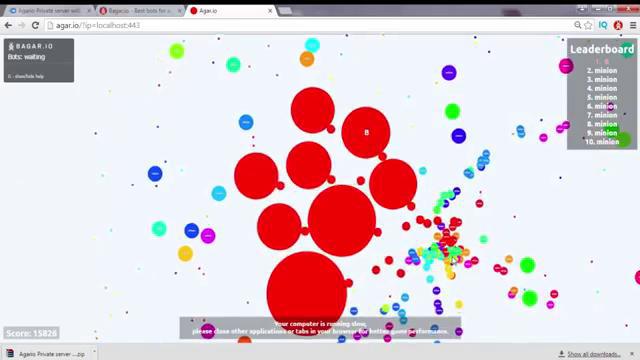 Agario Private server will
Bagar.io - Best bots for a
Agar.io
agar.io/?ip=localhost:443
BAGAR.IO
Bots: waiting
G - show/hide help
Leaderboard
1. B
2. minion
3. minion
4. minion
5. minion
6. minion
7. minion
8. minion
9. minion
10. minion
B
Your computer is running slow,
please close other applications or tabs in your browser for better game performance.
Score: 15826
Agario Private server ....zip
Show all downloads...